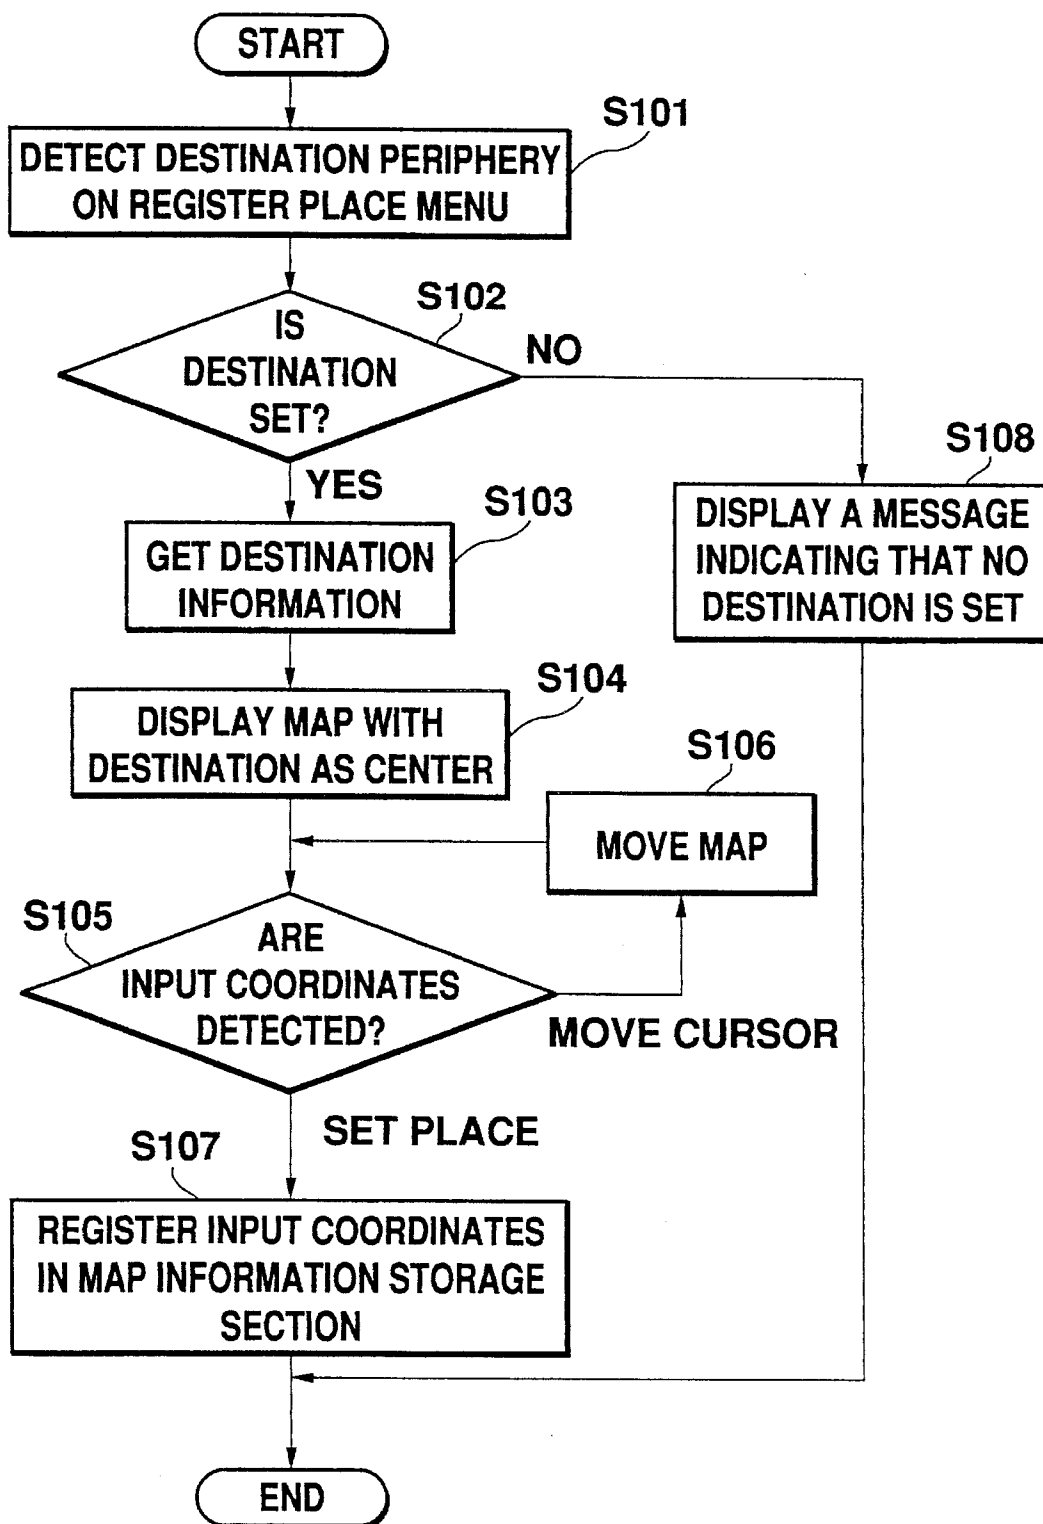 START
S101
DETECT DESTINATION PERIPHERY
ON REGISTER PLACE MENU
S102
IS
DESTINATION
SET?
NO
YES
S108
DISPLAY A MESSAGE
INDICATING THAT NO
DESTINATION IS SET
S103
GET DESTINATION
INFORMATION
S104
DISPLAY MAP WITH
DESTINATION AS CENTER
S106
MOVE MAP
S105
ARE
INPUT COORDINATES
DETECTED?
MOVE CURSOR
SET PLACE
S107
REGISTER INPUT COORDINATES
IN MAP INFORMATION STORAGE
SECTION
END